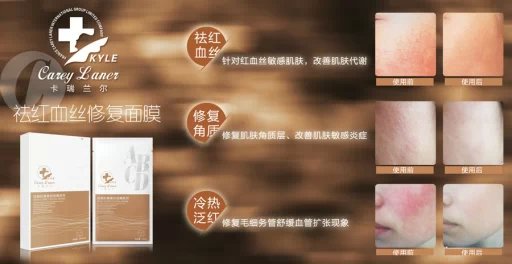 KYLE
Carey Laner
卡瑞兰尔
祛红血丝修复面膜
Carey Laner
ABCD
祛红
血丝
针对红血丝敏感肌肤，改善肌肤代谢
使用前
使用后
修复
角质
修复肌肤角质层、改善肌肤敏感炎症
使用前
使用后
冷热
泛红
修复毛细务管舒缓血管扩张现象
使用前
使用后